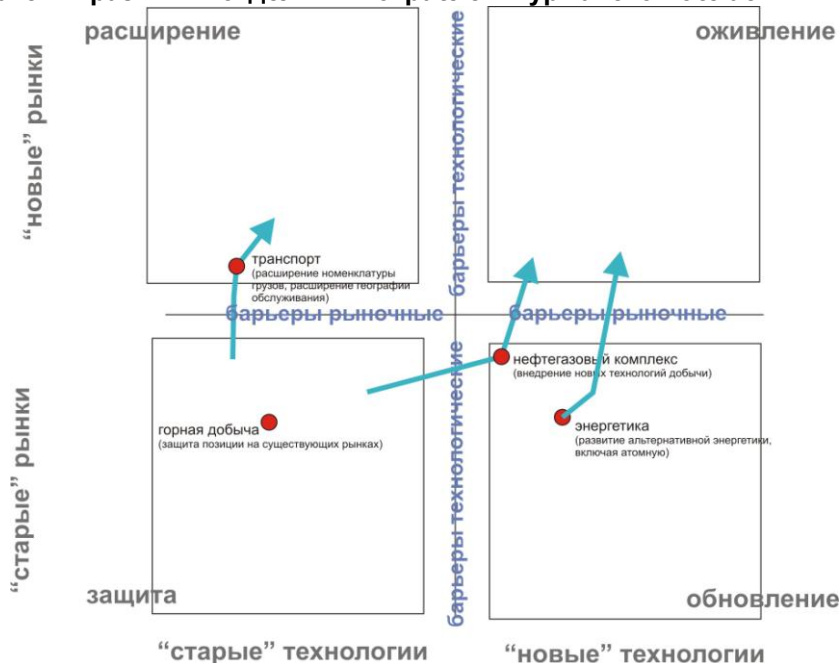 расширение
оживление
“новые” рынки
барьеры технологические
транспорт
(расширение номенклатуры
грузов, расширение географии
обслуживания)
барьеры рыночные
барьеры рыночные
“старые” рынки
барьеры технологические
нефтегазовый комплекс
(внедрение новых технологий добычи)
горная добыча
(защита позиции на существующих рынках)
энергетика
(развитие альтернативной энергетики,
включая атомную)
защита
обновление
“старые” технологии
“новые” технологии